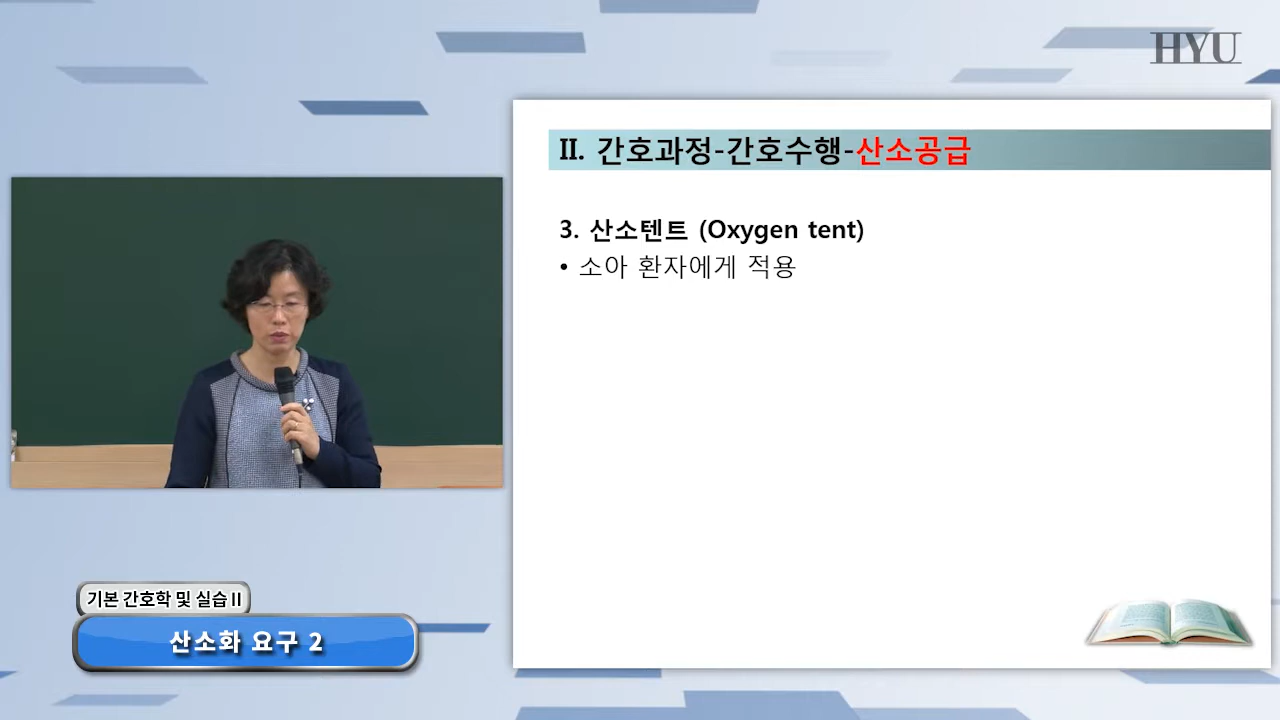 HYU
II. 간호과정-간호수행-산소공급
3. 산소텐트 (Oxygen tent)
• 소아 환자에게 적용
기본 간호학 및 실습 II
산소화 요구 2